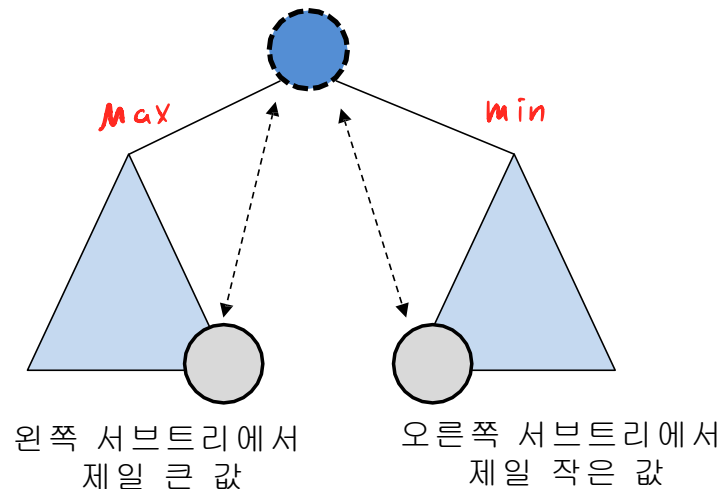 Max
min
왼쪽 서브트리에서
제일 큰 값
오른쪽 서브트리에서
제일 작은 값